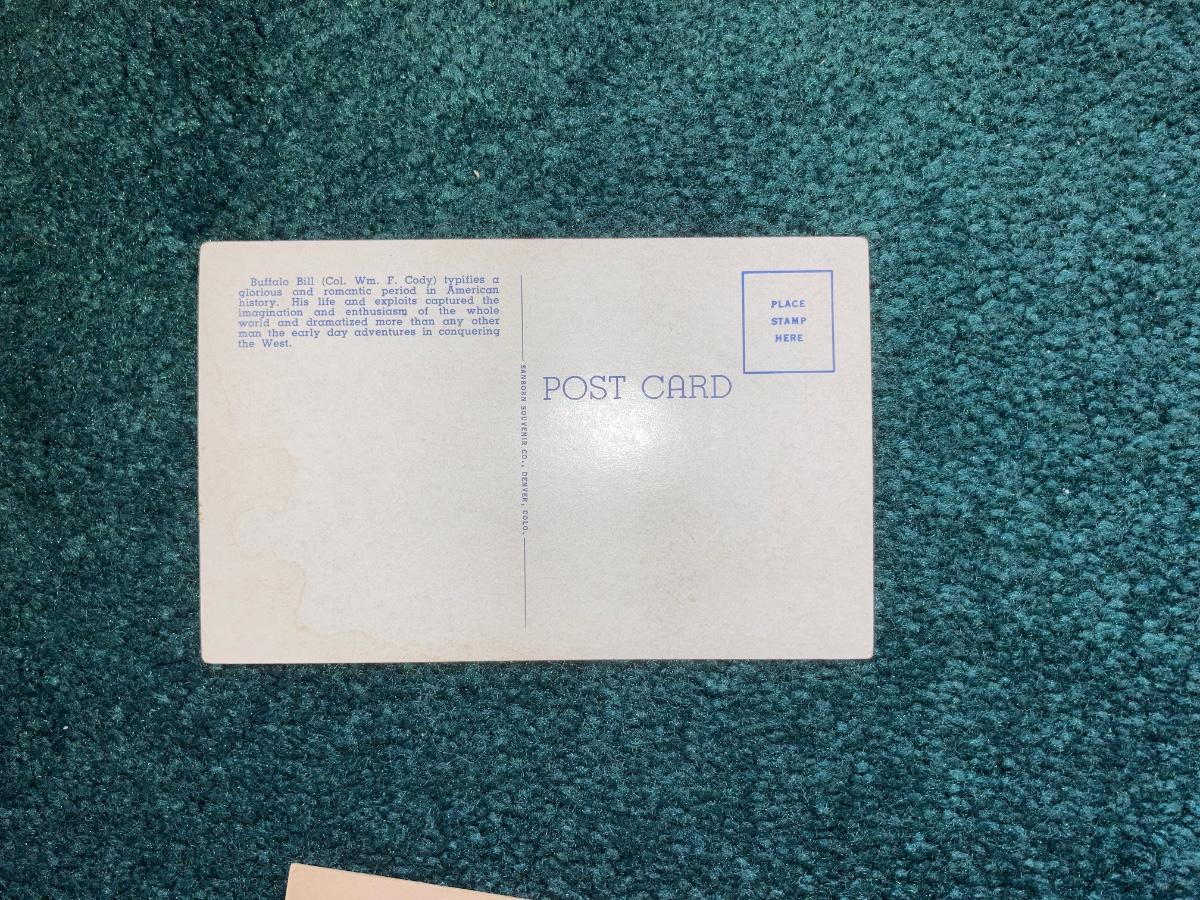 Buffalo Bill (Col. Wm. F. Cody) typifies a
glorious and romantic period in American
history. His life and exploits captured the
imagination and enthusiasm of the whole
world and dramatized more than any other
man the early day adventures in conquering
the West.
SANBORN SOUVENIR CO., DENVER, COLO.
POST CARD
PLACE
STAMP
HERE